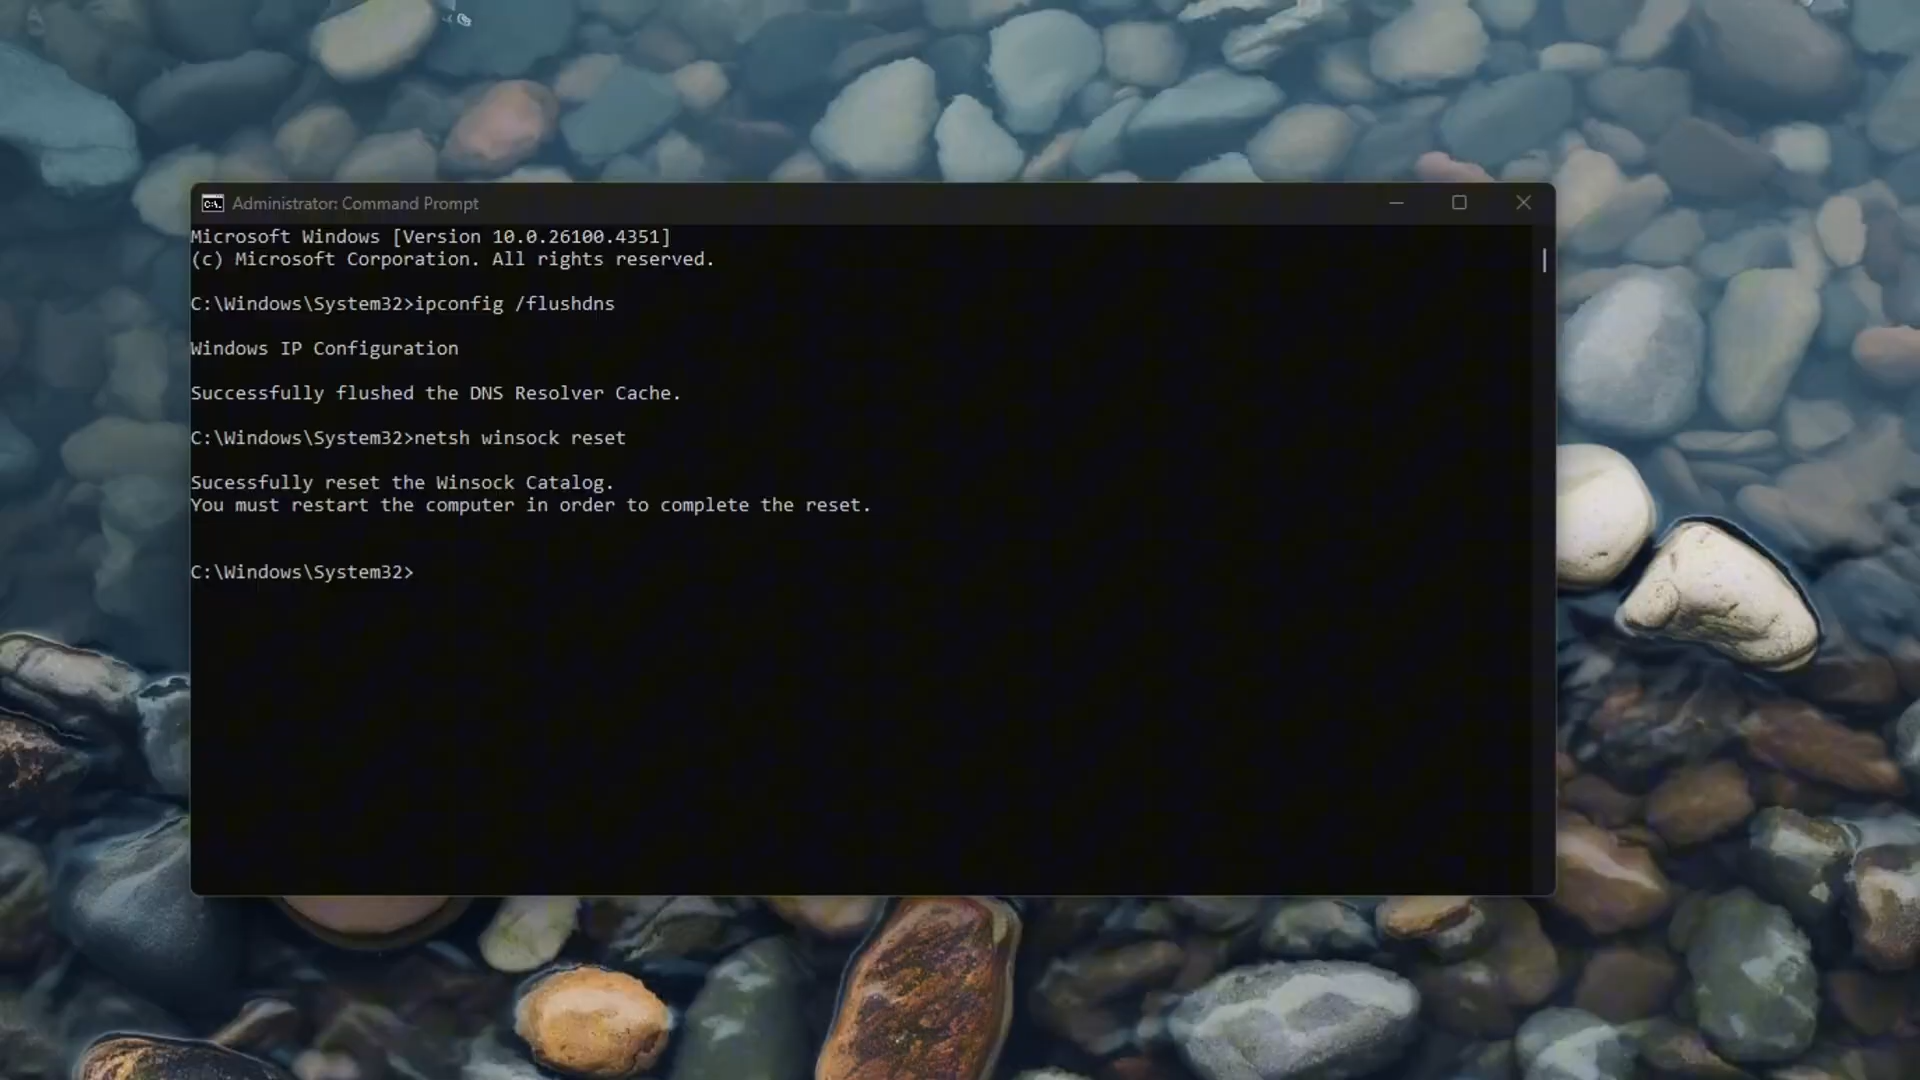 Administrator: Command Prompt
Microsoft Windows [Version 10.0.26100.4351]
(c) Microsoft Corporation. All rights reserved.
C:\Windows\System32>ipconfig /flushdns
Windows IP Configuration
Successfully flushed the DNS Resolver Cache.
C:\Windows\System32>netsh winsock reset
Sucessfully reset the Winsock Catalog.
You must restart the computer in order to complete the reset.
C:\Windows\System32>